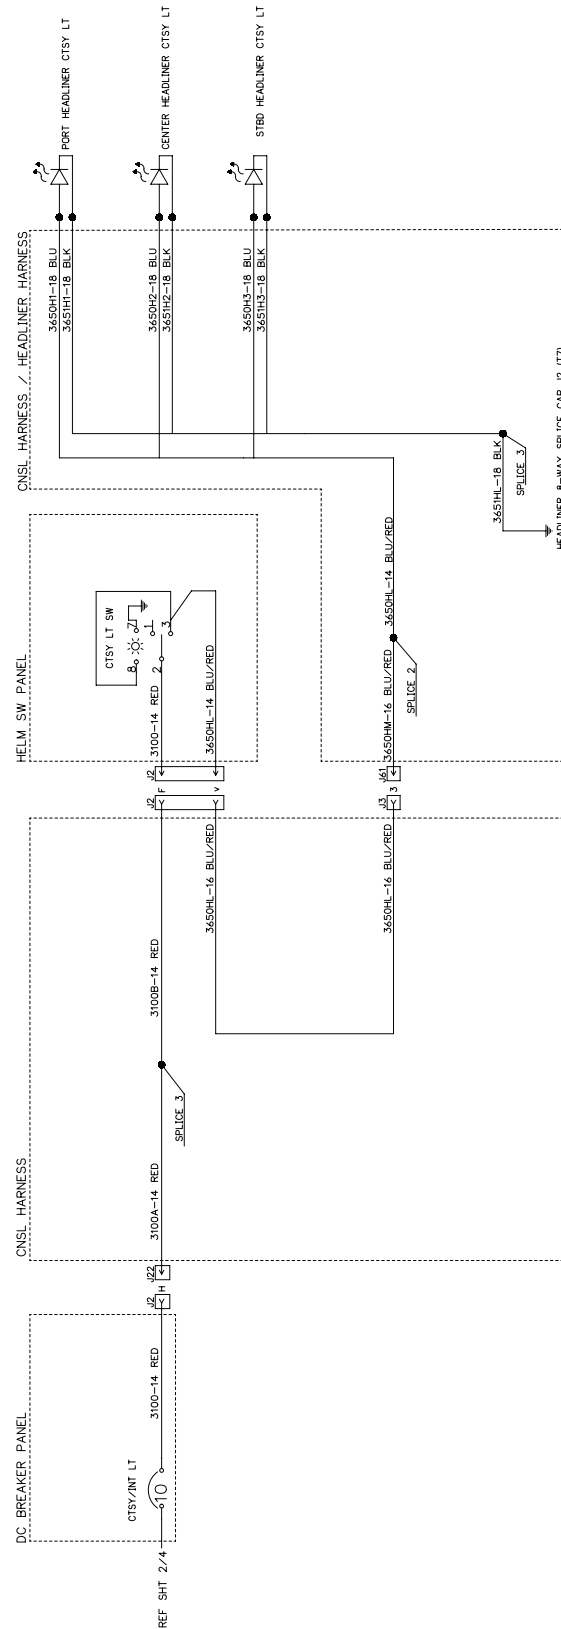 DC BREAKER PANEL
REF SHT 2/4
CTSY/INT LT
10
3100-14 RED
J2
H
J22
CNSL HARNESS
3100A-14 RED
SPLICE 3
3100B-14 RED
3650HL-16 BLU/RED
3650HL-16 BLU/RED
J2
F
V
J2
J3
3
J61
HELM SW PANEL
3100-14 RED
3650HL-14 BLU/RED
CTSY LT SW
8
7
2
1
3
CNSL HARNESS / HEADLINER HARNESS
3650HM-16 BLU/RED
SPLICE 2
3650HL-14 BLU/RED
3651HL-18 BLK
SPLICE 3
3650H1-18 BLU
3651H1-18 BLK
3650H2-18 BLU
3651H2-18 BLK
3650H3-18 BLU
3651H3-18 BLK
PORT HEADLINER CTSY LT
CENTER HEADLINER CTSY LT
STBD HEADLINER CTSY LT
HEADLINER 8-WAY SPLICE CAP